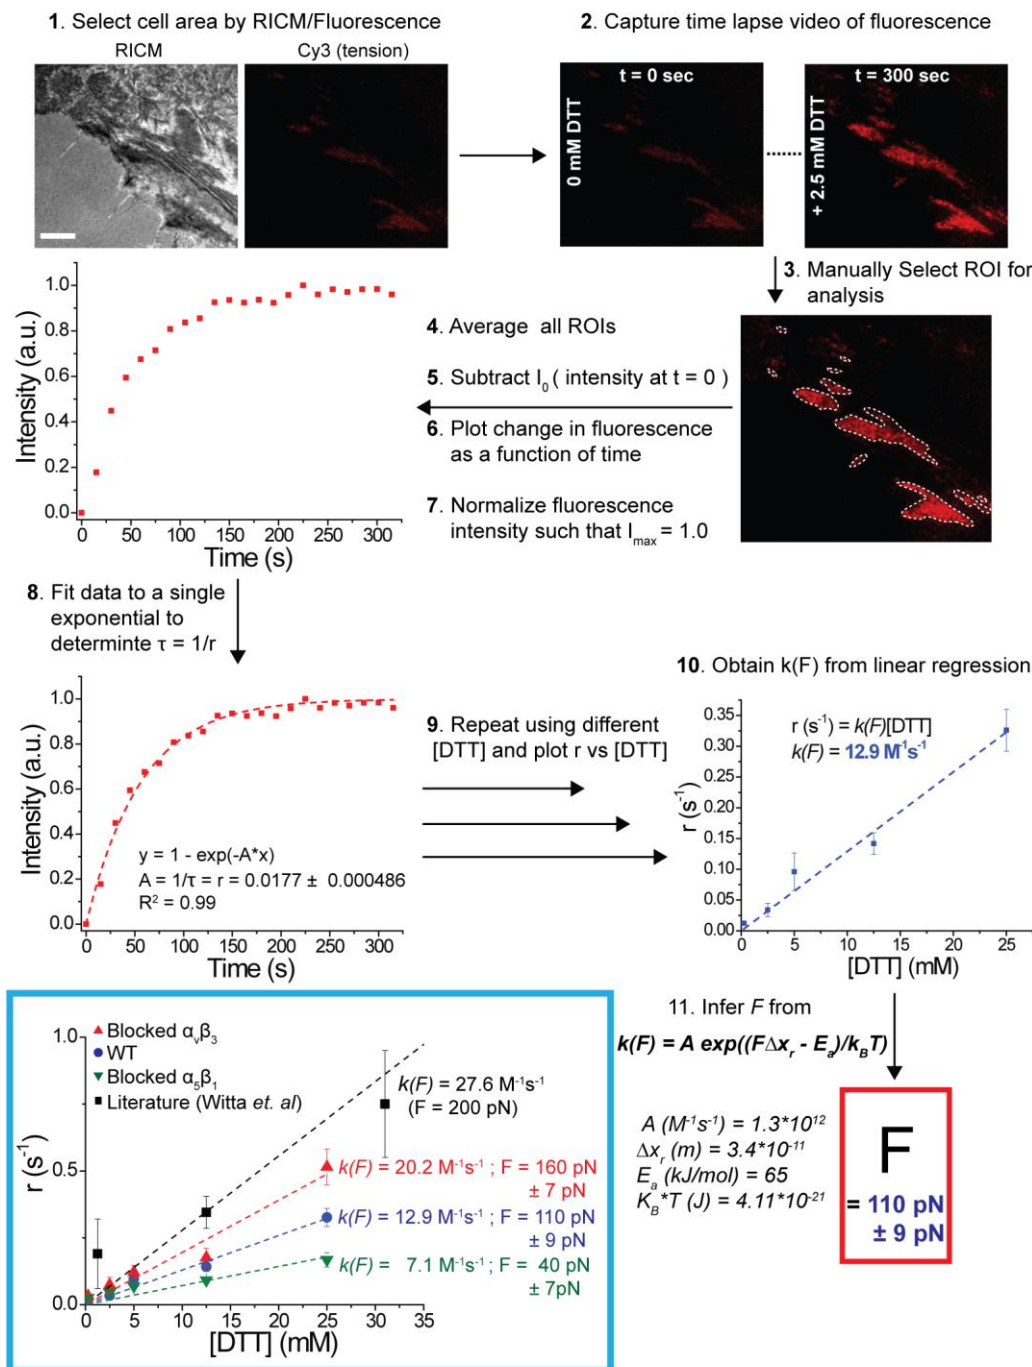 1. Select cell area by RICM/Fluorescence
RICM
Cy3 (tension)
2. Capture time lapse video of fluorescence
0 mM DTT
t = 0 sec
+ 2.5 mM DTT
t = 300 sec
3. Manually Select ROI for
analysis
4. Average all ROIs
5. Subtract I₀ ( intensity at t = 0 )
6. Plot change in fluorescence
as a function of time
7. Normalize fluorescence
intensity such that Iₘₐₓ = 1.0
Intensity (a.u.)
1.0
0.8
0.6
0.4
0.2
0.0
0 50 100 150 200 250 300
Time (s)
8. Fit data to a single
exponential to
determinte τ = 1/r
Intensity (a.u.)
1.0
0.8
0.6
0.4
0.2
0.0
y = 1 - exp(-A*x)
A = 1/τ = r = 0.0177 ± 0.000486
R² = 0.99
0 50 100 150 200 250 300
Time (s)
9. Repeat using different
[DTT] and plot r vs [DTT]
10. Obtain k(F) from linear regression
r (s⁻¹)
0.35
0.30
0.25
0.20
0.15
0.10
0.05
0.00
r (s⁻¹) = k(F)[DTT]
k(F) = 12.9 M⁻¹s⁻¹
0 5 10 15 20 25
[DTT] (mM)
11. Infer F from
k(F) = A exp((FΔxᵣ - Eₐ)/k_BT)
A (M⁻¹s⁻¹) = 1.3*10¹²
Δxᵣ (m) = 3.4*10⁻¹¹
Eₐ (kJ/mol) = 65
K_B*T (J) = 4.11*10⁻²¹
F
= 110 pN
± 9 pN
r (s⁻¹)
1.0
0.5
0.0
Blocked αᵥβ₃
WT
Blocked α₅β₁
Literature (Witta et. al)
k(F) = 27.6 M⁻¹s⁻¹
(F = 200 pN)
k(F) = 20.2 M⁻¹s⁻¹ ; F = 160 pN
± 7 pN
k(F) = 12.9 M⁻¹s⁻¹ ; F = 110 pN
± 9 pN
k(F) = 7.1 M⁻¹s⁻¹ ; F = 40 pN
± 7pN
0 5 10 15 20 25 30 35
[DTT] (mM)